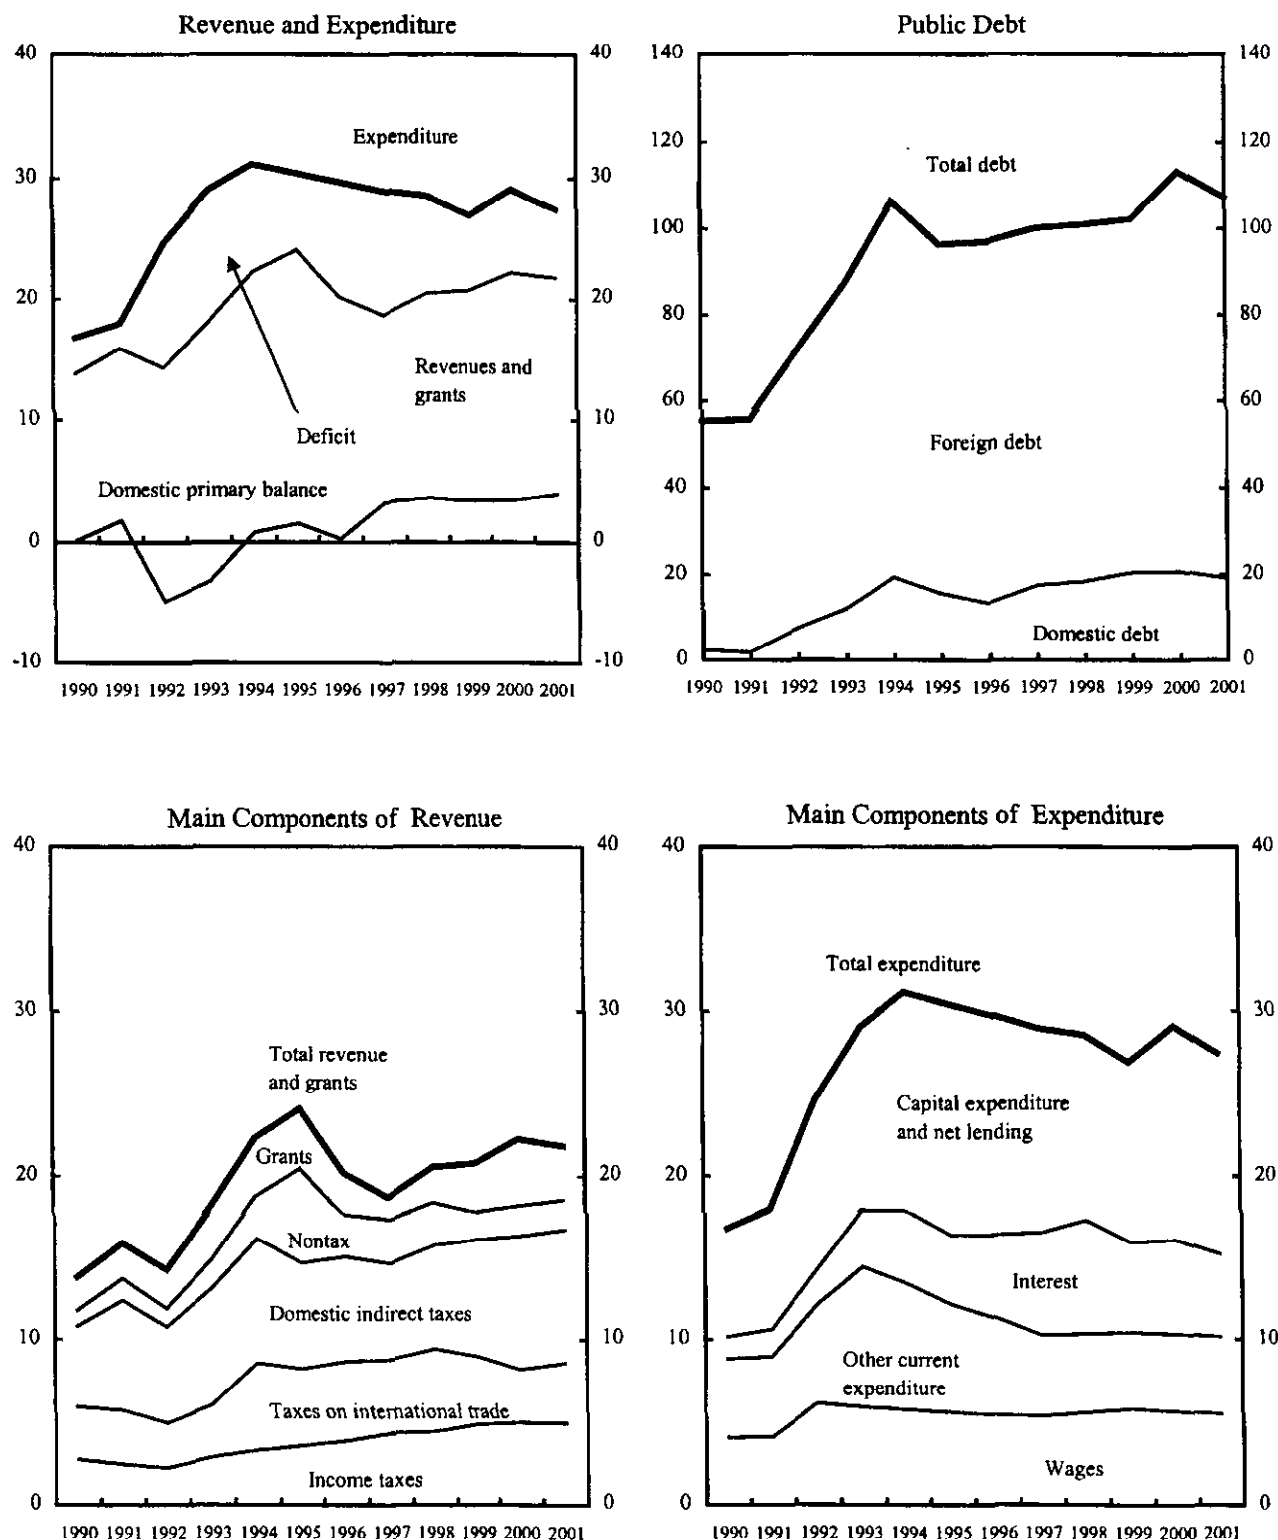 Revenue and Expenditure
40
40
Expenditure
30
30
20
20
Revenues and
grants
10
10
Deficit
Domestic primary balance
0
0
-10
-10
1990 1991 1992 1993 1994 1995 1996 1997 1998 1999 2000 2001
Public Debt
140
140
120
120
Total debt
100
100
80
80
60
60
Foreign debt
40
40
20
20
Domestic debt
0
0
1990 1991 1992 1993 1994 1995 1996 1997 1998 1999 2000 2001
Main Components of Revenue
40
40
30
30
Total revenue
and grants
Grants
20
20
Nontax
Domestic indirect taxes
10
10
Taxes on international trade
Income taxes
0
0
1990 1991 1992 1993 1994 1995 1996 1997 1998 1999 2000 2001
Main Components of Expenditure
40
40
Total expenditure
30
30
Capital expenditure
and net lending
20
20
Interest
10
10
Other current
expenditure
Wages
0
0
1990 1991 1992 1993 1994 1995 1996 1997 1998 1999 2000 2001